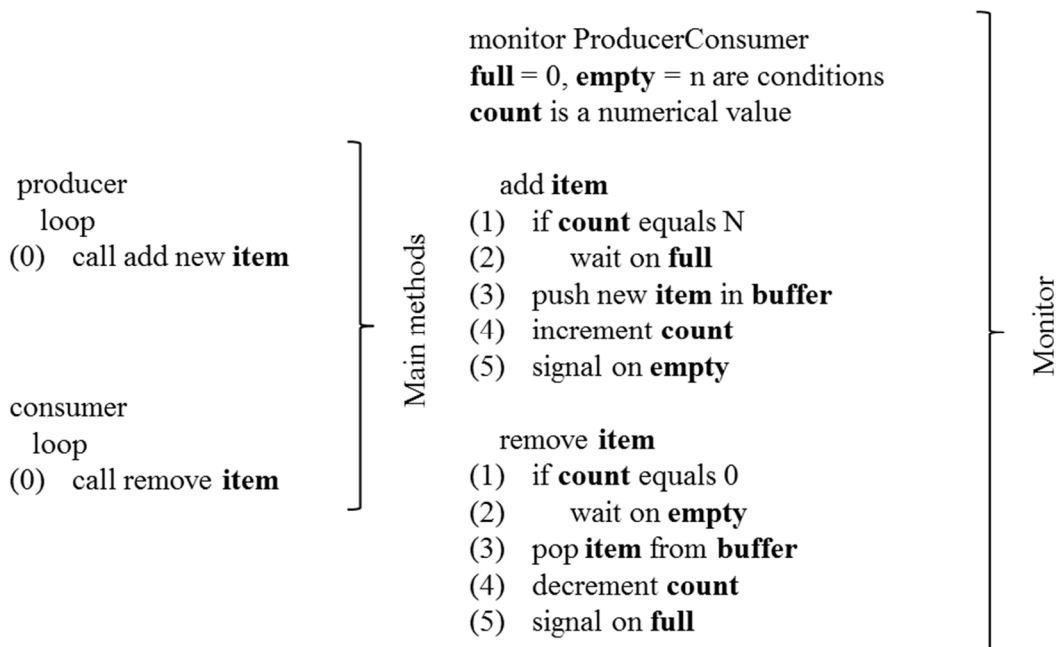 producer
loop
(0) call add new item
consumer
loop
(0) call remove item
Main methods
monitor ProducerConsumer
full = 0, empty = n are conditions
count is a numerical value
add item
(1) if count equals N
(2) wait on full
(3) push new item in buffer
(4) increment count
(5) signal on empty
remove item
(1) if count equals 0
(2) wait on empty
(3) pop item from buffer
(4) decrement count
(5) signal on full
Monitor